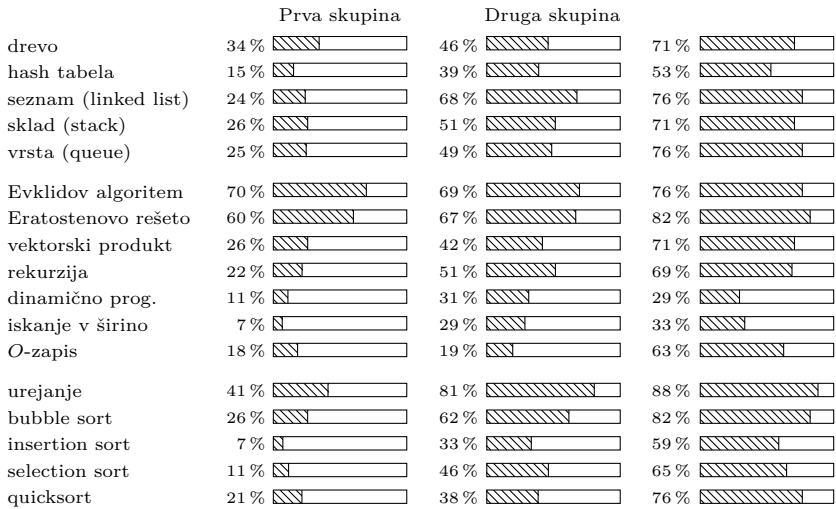 Prva skupina Druga skupina
drevo 34 % 46 % 71 %
hash tabela 15 % 39 % 53 %
seznam (linked list) 24 % 68 % 76 %
sklad (stack) 26 % 51 % 71 %
vrsta (queue) 25 % 49 % 76 %
Evklidov algoritem 70 % 69 % 76 %
Eratostenovo rešeto 60 % 67 % 82 %
vektorski produkt 26 % 42 % 71 %
rekurzija 22 % 51 % 69 %
dinamično prog. 11 % 31 % 29 %
iskanje v širino 7 % 29 % 33 %
O-zapis 18 % 19 % 63 %
urejanje 41 % 81 % 88 %
bubble sort 26 % 62 % 82 %
insertion sort 7 % 33 % 59 %
selection sort 11 % 46 % 65 %
quicksort 21 % 38 % 76 %